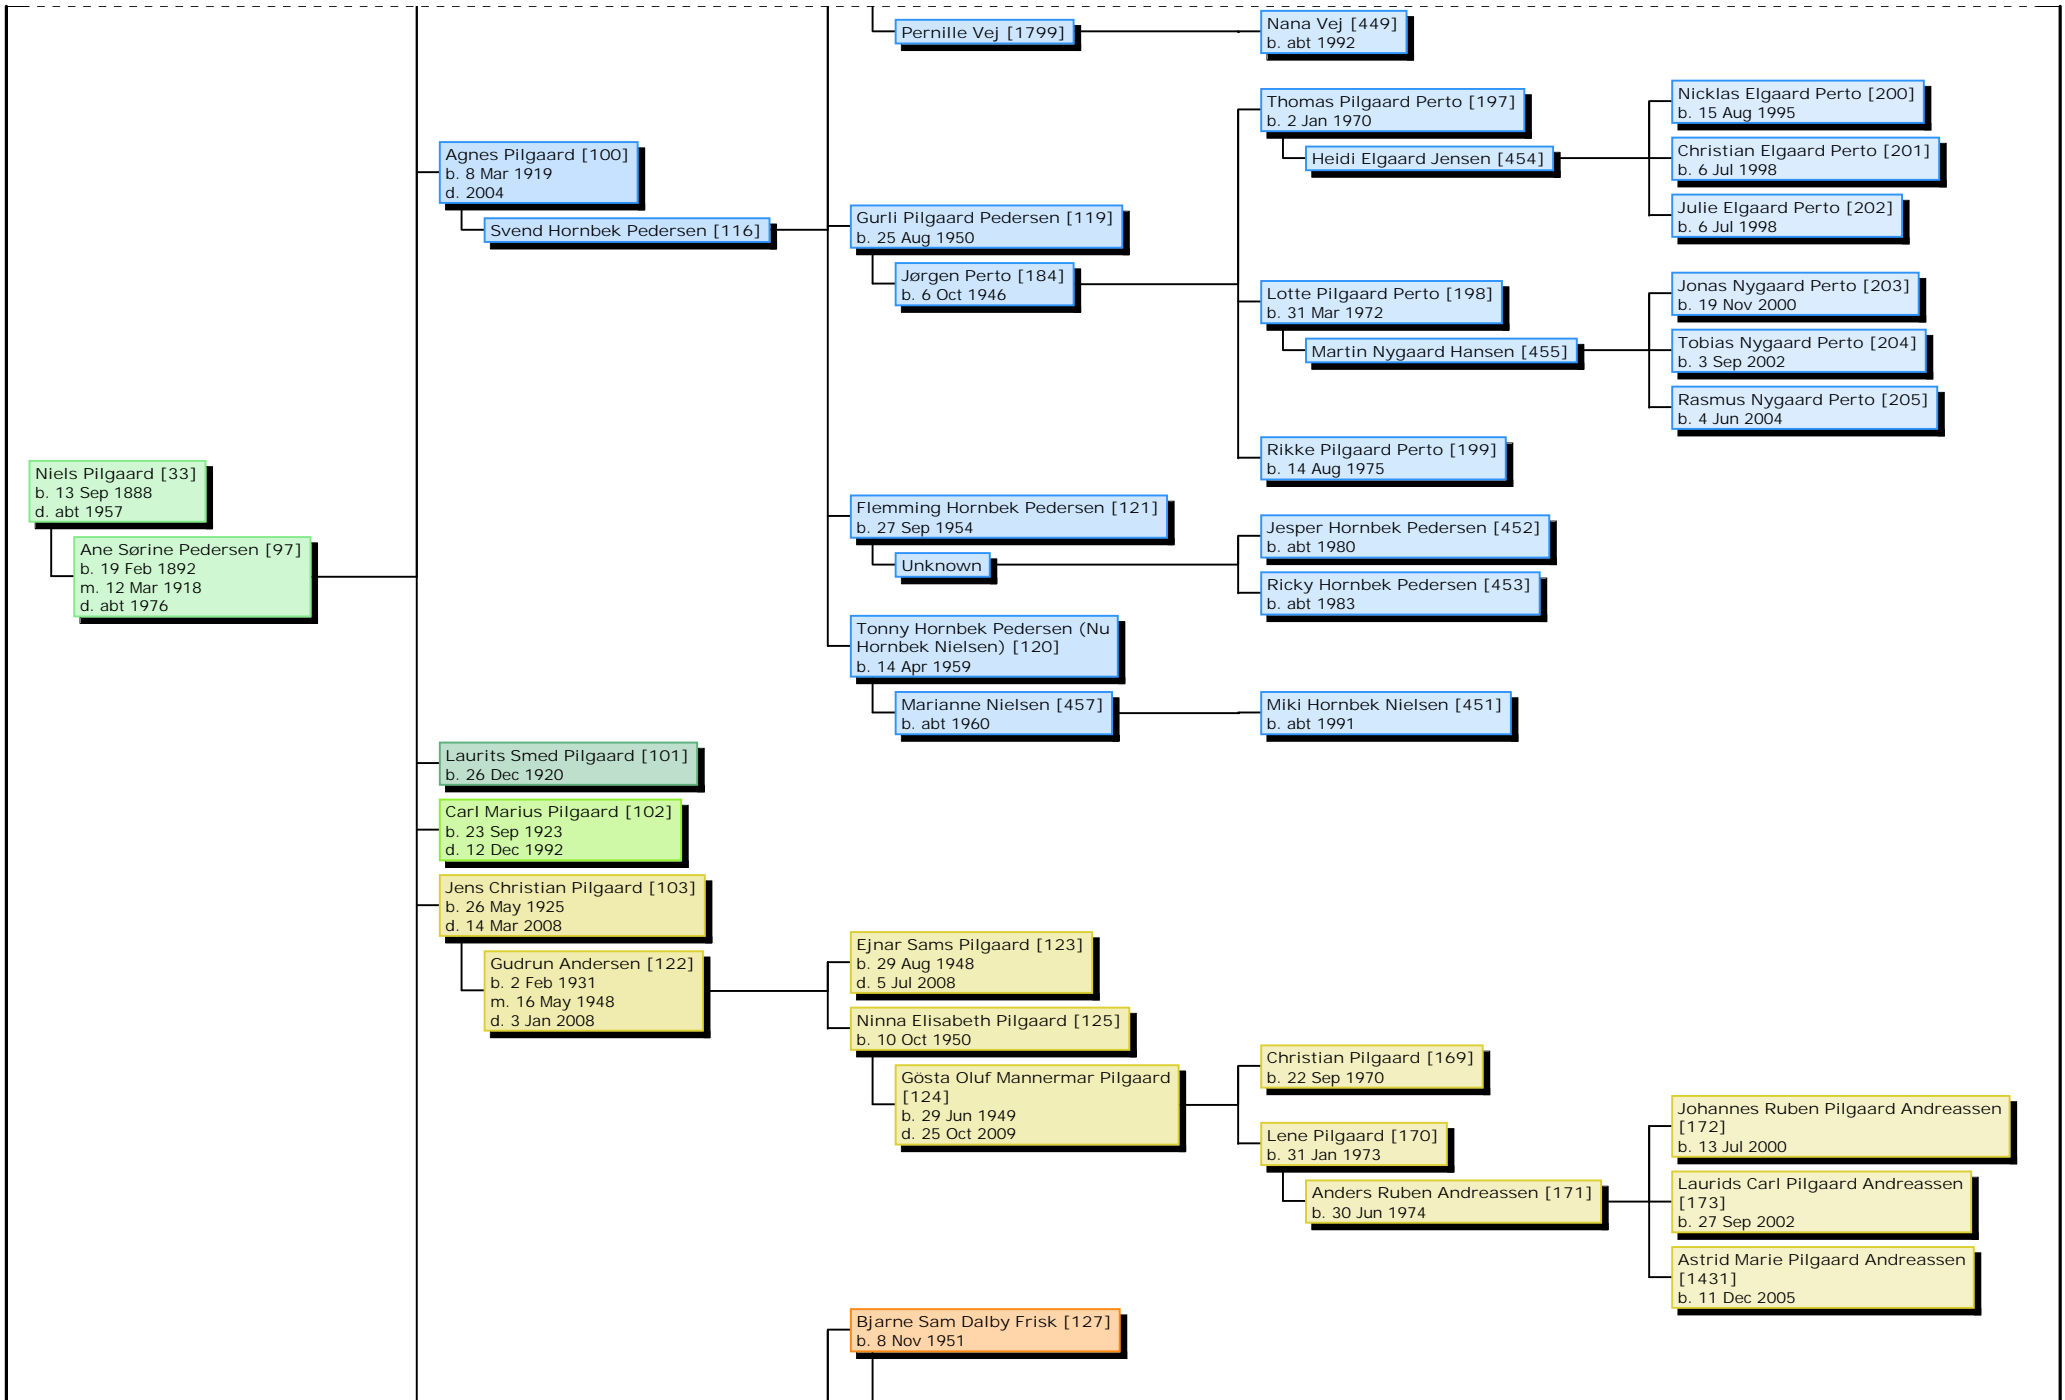 Pernille Vej [1799]
Nana Vej [449]
b. abt 1992
Thomas Pilgaard Perto [197]
b. 2 Jan 1970
Heidi Elgaard Jensen [454]
Nicklas Elgaard Perto [200]
b. 15 Aug 1995
Christian Elgaard Perto [201]
b. 6 Jul 1998
Julie Elgaard Perto [202]
b. 6 Jul 1998
Agnes Pilgaard [100]
b. 8 Mar 1919
d. 2004
Svend Hornbek Pedersen [116]
Gurli Pilgaard Pedersen [119]
b. 25 Aug 1950
Jørgen Perto [184]
b. 6 Oct 1946
Lotte Pilgaard Perto [198]
b. 31 Mar 1972
Martin Nygaard Hansen [455]
Jonas Nygaard Perto [203]
b. 19 Nov 2000
Tobias Nygaard Perto [204]
b. 3 Sep 2002
Rasmus Nygaard Perto [205]
b. 4 Jun 2004
Rikke Pilgaard Perto [199]
b. 14 Aug 1975
Niels Pilgaard [33]
b. 13 Sep 1888
d. abt 1957
Ane Sørine Pedersen [97]
b. 19 Feb 1892
m. 12 Mar 1918
d. abt 1976
Flemming Hornbek Pedersen [121]
b. 27 Sep 1954
Unknown
Jesper Hornbek Pedersen [452]
b. abt 1980
Ricky Hornbek Pedersen [453]
b. abt 1983
Tonny Hornbek Pedersen (Nu
Hornbek Nielsen) [120]
b. 14 Apr 1959
Marianne Nielsen [457]
b. abt 1960
Miki Hornbek Nielsen [451]
b. abt 1991
Laurits Smed Pilgaard [101]
b. 26 Dec 1920
Carl Marius Pilgaard [102]
b. 23 Sep 1923
d. 12 Dec 1992
Jens Christian Pilgaard [103]
b. 26 May 1925
d. 14 Mar 2008
Gudrun Andersen [122]
b. 2 Feb 1931
m. 16 May 1948
d. 3 Jan 2008
Ejnar Sams Pilgaard [123]
b. 29 Aug 1948
d. 5 Jul 2008
Ninna Elisabeth Pilgaard [125]
b. 10 Oct 1950
Gösta Oluf Mannermar Pilgaard
[124]
b. 29 Jun 1949
d. 25 Oct 2009
Christian Pilgaard [169]
b. 22 Sep 1970
Lene Pilgaard [170]
b. 31 Jan 1973
Anders Ruben Andreassen [171]
b. 30 Jun 1974
Johannes Ruben Pilgaard Andreassen
[172]
b. 13 Jul 2000
Laurids Carl Pilgaard Andreassen
[173]
b. 27 Sep 2002
Astrid Marie Pilgaard Andreassen
[1431]
b. 11 Dec 2005
Bjarne Sam Dalby Frisk [127]
b. 8 Nov 1951